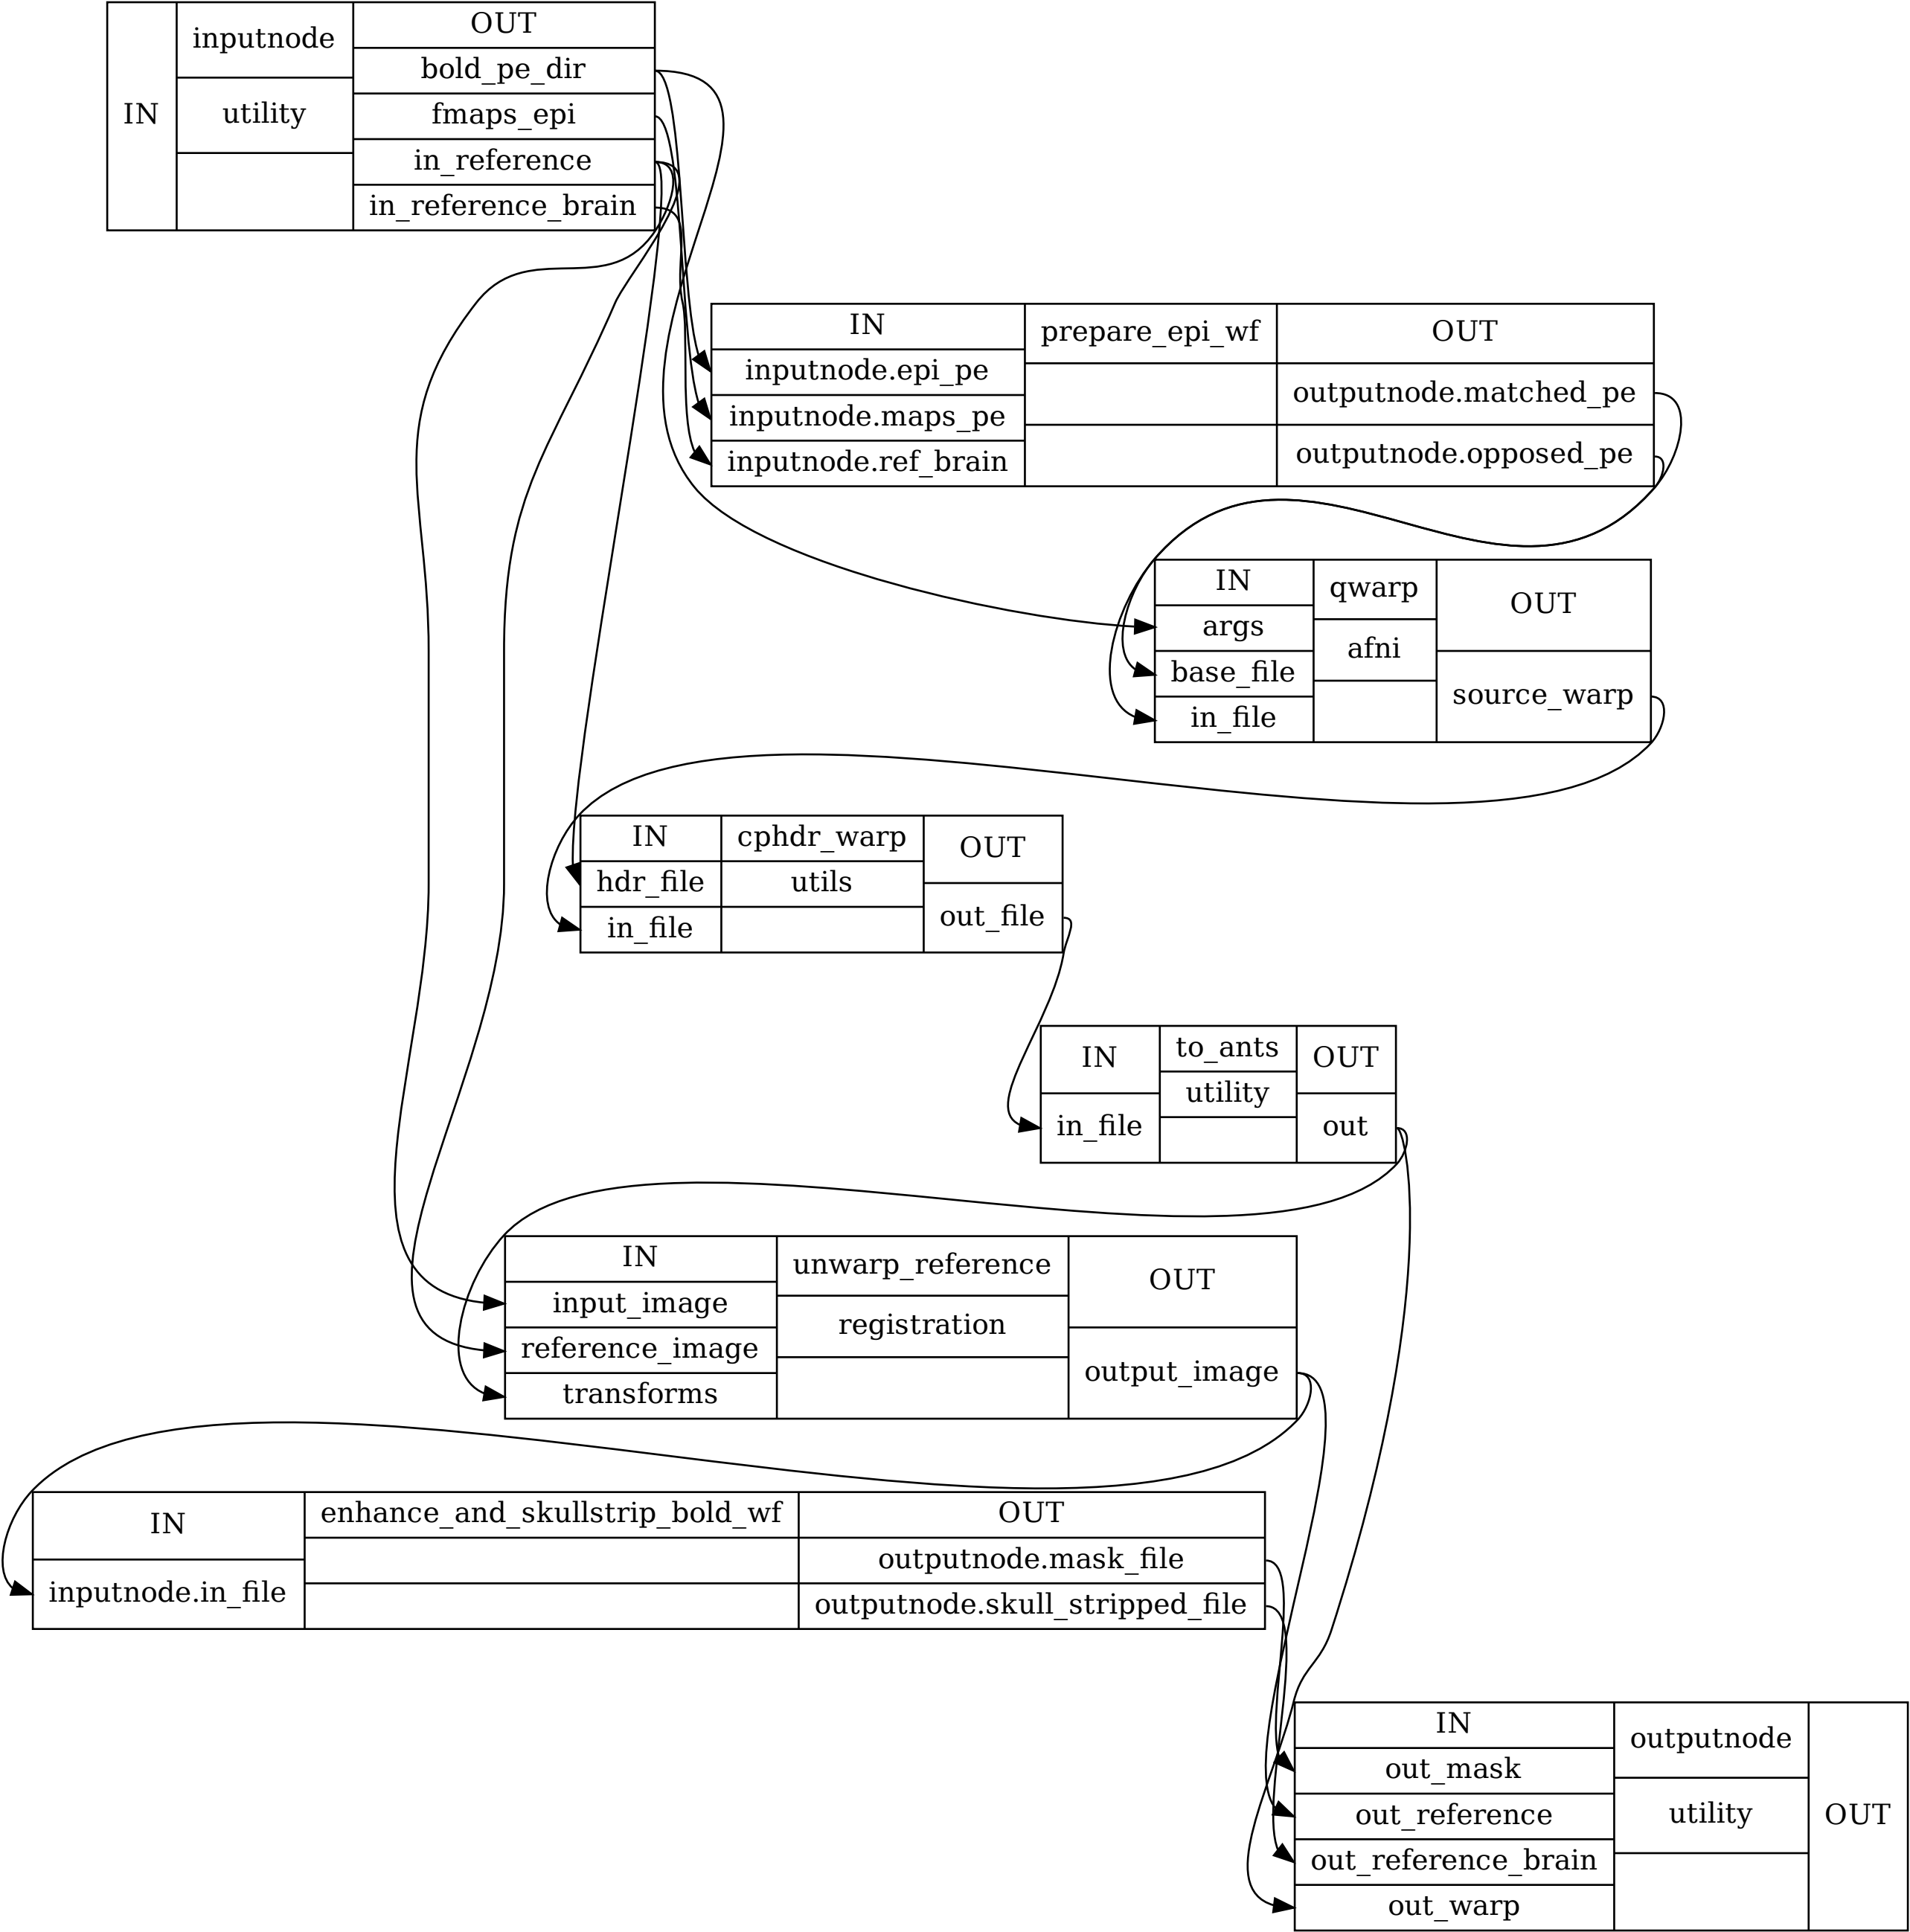 IN
inputnode
utility
OUT
bold_pe_dir
fmaps_epi
in_reference
in_reference_brain
IN
inputnode.epi_pe
inputnode.maps_pe
inputnode.ref_brain
prepare_epi_wf
OUT
outputnode.matched_pe
outputnode.opposed_pe
IN
args
base_file
in_file
qwarp
afni
OUT
source_warp
IN
hdr_file
in_file
cphdr_warp
utils
OUT
out_file
IN
in_file
to_ants
utility
OUT
out
IN
input_image
reference_image
transforms
unwarp_reference
registration
OUT
output_image
IN
inputnode.in_file
enhance_and_skullstrip_bold_wf
OUT
outputnode.mask_file
outputnode.skull_stripped_file
IN
out_mask
out_reference
out_reference_brain
out_warp
outputnode
utility
OUT